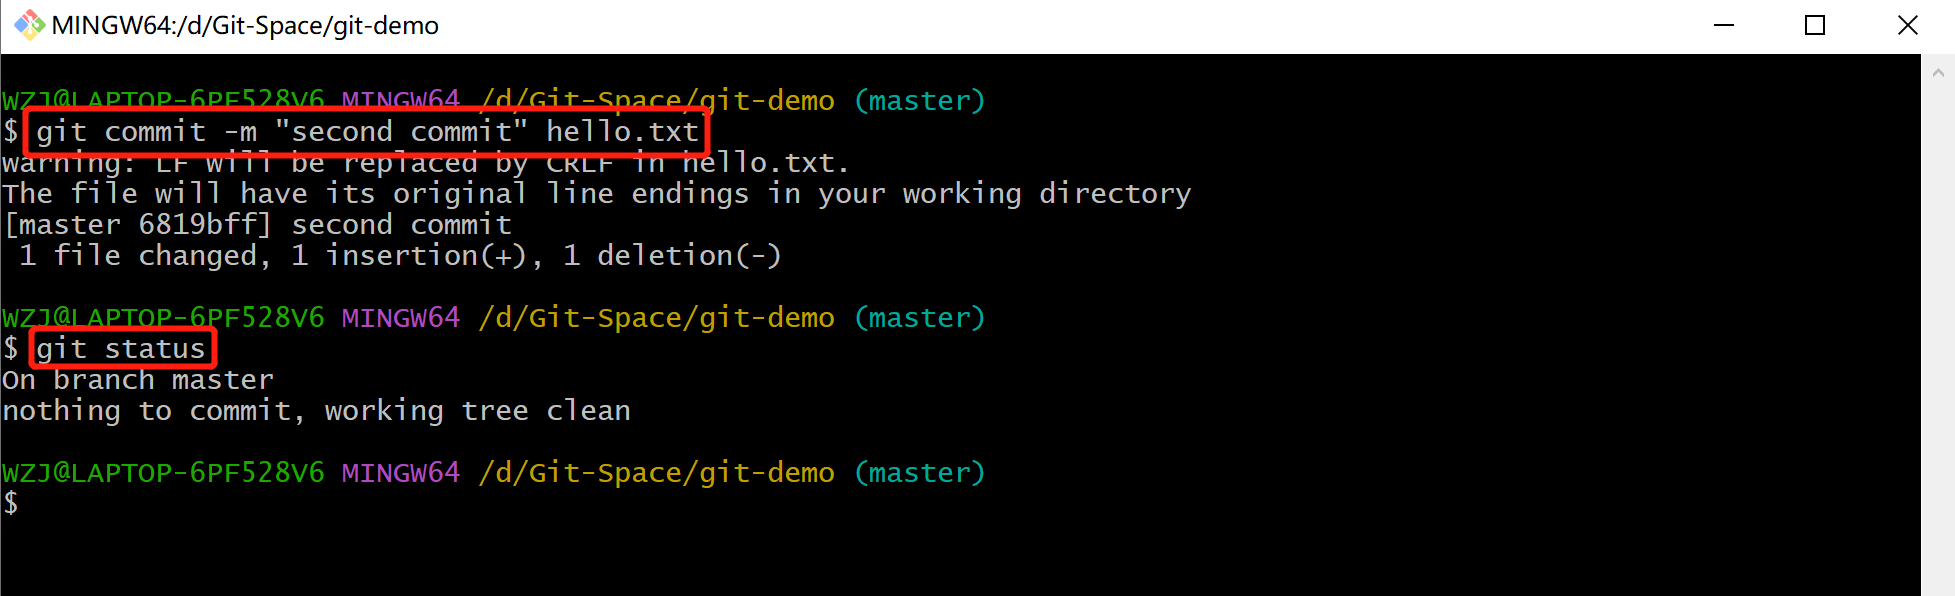 MINGW64:/d/Git-Space/git-demo
WZJ@LAPTOP-6PF528V6 MINGW64 /d/Git-Space/git-demo (master)
$ git commit -m "second commit" hello.txt
warning: LF will be replaced by CRLF in hello.txt.
The file will have its original line endings in your working directory
[master 6819bff] second commit
 1 file changed, 1 insertion(+), 1 deletion(-)
WZJ@LAPTOP-6PF528V6 MINGW64 /d/Git-Space/git-demo (master)
$ git status
On branch master
nothing to commit, working tree clean
WZJ@LAPTOP-6PF528V6 MINGW64 /d/Git-Space/git-demo (master)
$